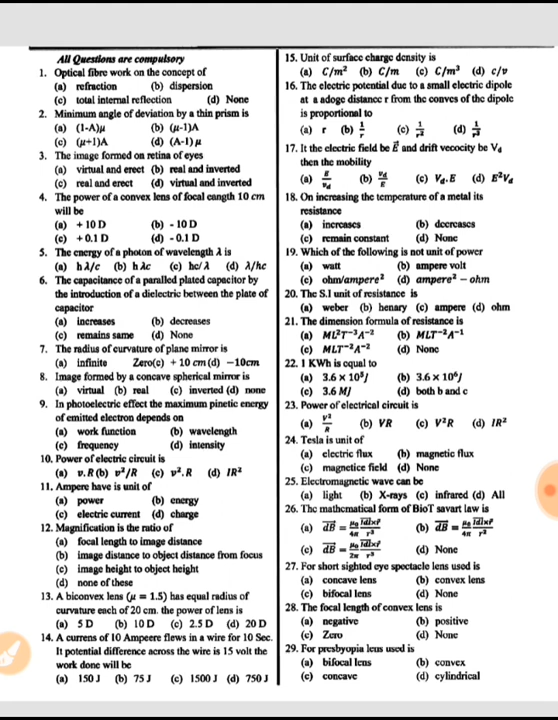 All Questions are compulsory
1. Optical fibre work on the concept of
(a) refraction (b) dispersion
(c) total internal reflection (d) None
2. Minimum angle of deviation by a thin prism is
(a) (1-A)μ (b) (μ-1)A
(c) (μ+1)A (d) (A-1)μ
3. The image formed on retina of eyes
(a) virtual and erect (b) real and inverted
(c) real and erect (d) virtual and inverted
4. The power of a convex lens of focal cangth 10 cm
will be
(a) + 10 D (b) - 10 D
(c) + 0.1 D (d) - 0.1 D
5. The energy of a photon of wavelength λ is
(a) hλ/c (b) hλc (c) hc/λ (d) λ/hc
6. The capacitance of a paralled plated capacitor by
the introduction of a dielectric between the plate of
capacitor
(a) increases (b) decreases
(c) remains same (d) None
7. The radius of curvature of plane mirror is
(a) infinite Zero(c) + 10 cm (d) −10cm
8. Image formed by a concave spherical mirror is
(a) virtual (b) real (c) inverted (d) none
9. In photoelectric effect the maximum pinetic energy
of emitted electron depends on
(a) work function (b) wavelength
(c) frequency (d) intensity
10. Power of electric circuit is
(a) v.R (b) v²/R (c) v².R (d) IR²
11. Ampere have is unit of
(a) power (b) energy
(c) electric current (d) charge
12. Magnification is the ratio of
(a) focal length to image distance
(b) image distance to object distance from focus
(c) image height to object height
(d) none of these
13. A biconvex lens (μ = 1.5) has equal radius of
curvature each of 20 cm. the power of lens is
(a) 5 D (b) 10 D (c) 2.5 D (d) 20 D
14. A currens of 10 Ampeere flews in a wire for 10 Sec.
It potential difference across the wire is 15 volt the
work done will be
(a) 150 J (b) 75 J (c) 1500 J (d) 750 J
15. Unit of surface charge density is
(a) C/m² (b) C/m (c) C/m³ (d) c/v
16. The electric potential due to a small electric dipole
at a adoge distance r from the conves of the dipole
is proportional to
(a) r (b) 1/r (c) 1/r² (d) 1/r³
17. It the electric field be E⃗ and drift vecocity be V_d
then the mobility
(a) E/v_d (b) v_d/E (c) V_d.E (d) E²V_d
18. On increasing the temperature of a metal its
resistance
(a) increases (b) decreases
(c) remain constant (d) None
19. Which of the following is not unit of power
(a) watt (b) ampere volt
(c) ohm/ampere² (d) ampere² − ohm
20. The S.I unit of resistance is
(a) weber (b) henary (c) ampere (d) ohm
21. The dimension formula of resistance is
(a) ML²T⁻³A⁻² (b) MLT⁻²A⁻¹
(c) MLT⁻²A⁻² (d) None
22. 1 KWh is cqual to
(a) 3.6 × 10⁵J (b) 3.6 × 10⁶J
(c) 3.6 MJ (d) both b and c
23. Power of electrical circuit is
(a) V²/R (b) VR (c) V²R (d) IR²
24. Tesla is unit of
(a) electric flux (b) magnetic flux
(c) magnetice field (d) None
25. Electromagnetic wave can be
(a) light (b) X-rays (c) infrared (d) All
26. The mathematical form of BioT savart law is
(a) dB = μ₀/4π Idl×r/r³ (b) dB = μ₀/4π Idl×r/r²
(c) dB = μ₀/2π Idl×r/r³ (d) None
27. For short sighted eye spectacle lens used is
(a) concave lens (b) convex lens
(c) bifocal lens (d) None
28. The focal length of convex lens is
(a) negative (b) positive
(c) Zero (d) None
29. For presbyopia leus used is
(a) bifocal lens (b) convex
(c) concave (d) cylindrical